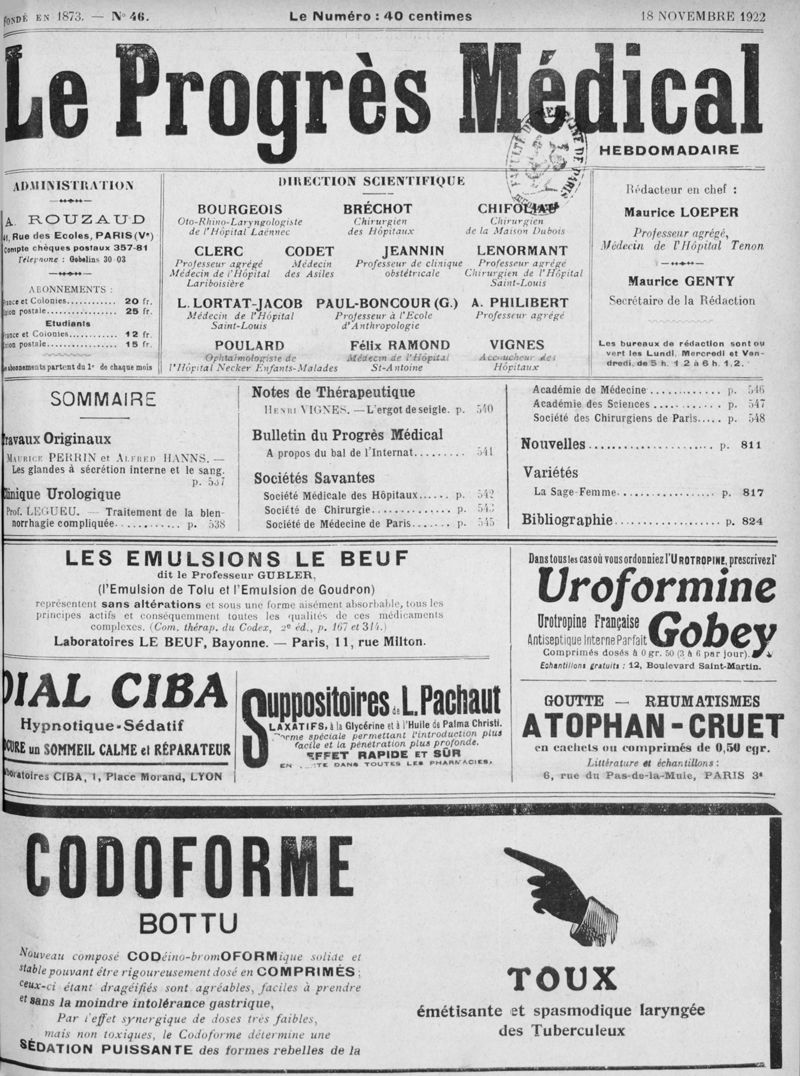 FONDÉ EN 1873. — N° 46.
Le Numéro : 40 centimes
18 NOVEMBRE 1922
Le Progrès Médical
HEBDOMADAIRE
FACULTÉ DE MÉDECINE DE PARIS
ADMINISTRATION
A. ROUZAUD
41, Rue des Ecoles, PARIS (Ve)
Compte chèques postaux 357-81
Téléphone : Gobelins 30 03
ABONNEMENTS :
France et Colonies............ 20 fr.
Union postale................... 25 fr.
Etudiants
France et Colonies............ 12 fr.
Union postale................... 15 fr.
Les abonnements partent du 1er de chaque mois
DIRECTION SCIENTIFIQUE
BOURGEOIS
Oto-Rhino-Laryngologiste
de l'Hôpital Laënnec
BRÉCHOT
Chirurgien
des Hôpitaux
CHIFOLIAU
Chirurgien
de la Maison Dubois
CLERC
Professeur agrégé
Médecin de l'Hôpital
Lariboisière
CODET
Médecin
des Asiles
JEANNIN
Professeur de clinique
obstétricale
LENORMANT
Professeur agrégé
Chirurgien de l'Hôpital
Saint-Louis
L. LORTAT-JACOB
Médecin de l'Hôpital
Saint-Louis
PAUL-BONCOUR (G.)
Professeur à l'Ecole
d'Anthropologie
A. PHILIBERT
Professeur agrégé
POULARD
Ophtalmologiste de
l'Hôpital Necker Enfants-Malades
Félix RAMOND
Médecin de l'Hôpital
St-Antoine
VIGNES
Accoucheur des
Hôpitaux
Rédacteur en chef :
Maurice LOEPER
Professeur agrégé,
Médecin de l'Hôpital Tenon
Maurice GENTY
Secrétaire de la Rédaction
Les bureaux de rédaction sont ou
vert les Lundi, Mercredi et Ven-
dredi, de 5 h. 1 2 à 6 h. 1,2.
SOMMAIRE
Travaux Originaux
MAURICE PERRIN et ALFRED HANNS. —
Les glandes à sécrétion interne et le sang.
p. 537
Clinique Urologique
Prof. LEGUEU. — Traitement de la blen-
norrhagie compliquée.............. p. 538
Notes de Thérapeutique
HENRI VIGNES. — L'ergot de seigle. p. 540
Bulletin du Progrès Médical
A propos du bal de l'Internat......... 541
Sociétés Savantes
Société Médicale des Hôpitaux...... p. 542
Société de Chirurgie................ p. 543
Société de Médecine de Paris....... p. 545
Académie de Médecine............. p. 546
Académie des Sciences............. p. 547
Société des Chirurgiens de Paris..... p. 548
Nouvelles........................ p. 811
Variétés
La Sage-Femme.................... p. 817
Bibliographie.................... p. 824
LES EMULSIONS LE BEUF
dit le Professeur GUBLER,
(l'Emulsion de Tolu et l'Emulsion de Goudron)
représentent sans altérations et sous une forme aisément absorbable, tous les
principes actifs et conséquemment toutes les qualités de ces médicaments
complexes. (Com. thérap. du Codex, 2e éd., p. 167 et 314.)
Laboratoires LE BEUF, Bayonne. — Paris, 11, rue Milton.
Dans tous les cas où vous ordonniez l'UROTROPINE, prescrivez l'
Uroformine
Urotropine Française
Antiseptique Interne Parfait
Gobey
Comprimés dosés à 0 gr. 50 (3 à 6 par jour).
Échantillons gratuits : 12, Boulevard Saint-Martin.
DIAL CIBA
Hypnotique-Sédatif
PROCURE un SOMMEIL CALME et RÉPARATEUR
Laboratoires CIBA, 1, Place Morand, LYON
Suppositoires de L. Pachaut
LAXATIFS, à la Glycérine et à l'Huile de Palma Christi.
Forme spéciale permettant l'introduction plus
facile et la pénétration plus profonde.
EFFET RAPIDE ET SÛR
EN VENTE DANS TOUTES LES PHARMACIES.
GOUTTE — RHUMATISMES
ATOPHAN-CRUET
en cachets ou comprimés de 0,50 cgr.
Littérature et échantillons :
6, rue du Pas-de-la-Mule, PARIS 3e
CODOFORME
BOTTU
Nouveau composé CODéino-bromOFORMique solide et
stable pouvant être rigoureusement dosé en COMPRIMÉS ;
ceux-ci étant dragéifiés sont agréables, faciles à prendre
et sans la moindre intolérance gastrique,
Par l'effet synergique de doses très faibles,
mais non toxiques, le Codoforme détermine une
SÉDATION PUISSANTE des formes rebelles de la
TOUX
émétisante et spasmodique laryngée
des Tuberculeux